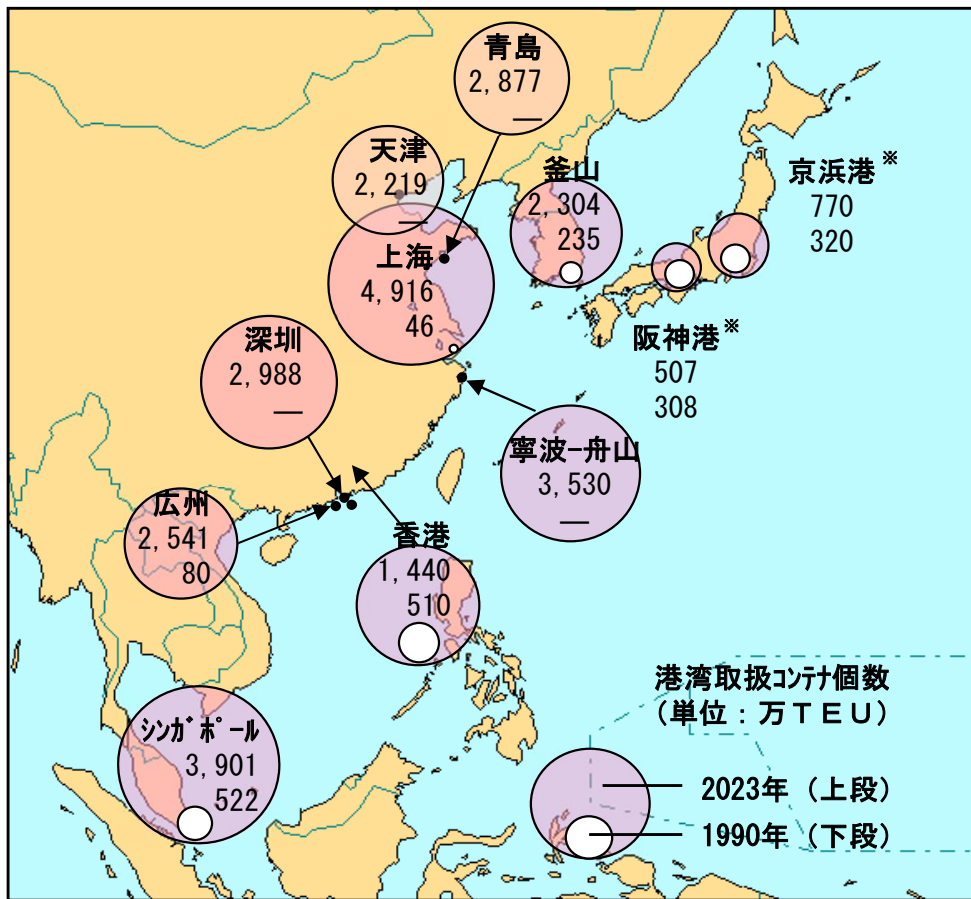 青島
2,877
―
天津
2,219
―
釜山
2,304
235
京浜港※
770
320
上海
4,916
46
阪神港※
507
308
深圳
2,988
―
寧波−舟山
3,530
―
広州
2,541
80
香港
1,440
510
シンガポール
3,901
522
港湾取扱コンテナ個数
（単位：万ＴＥＵ）
2023年（上段）
1990年（下段）